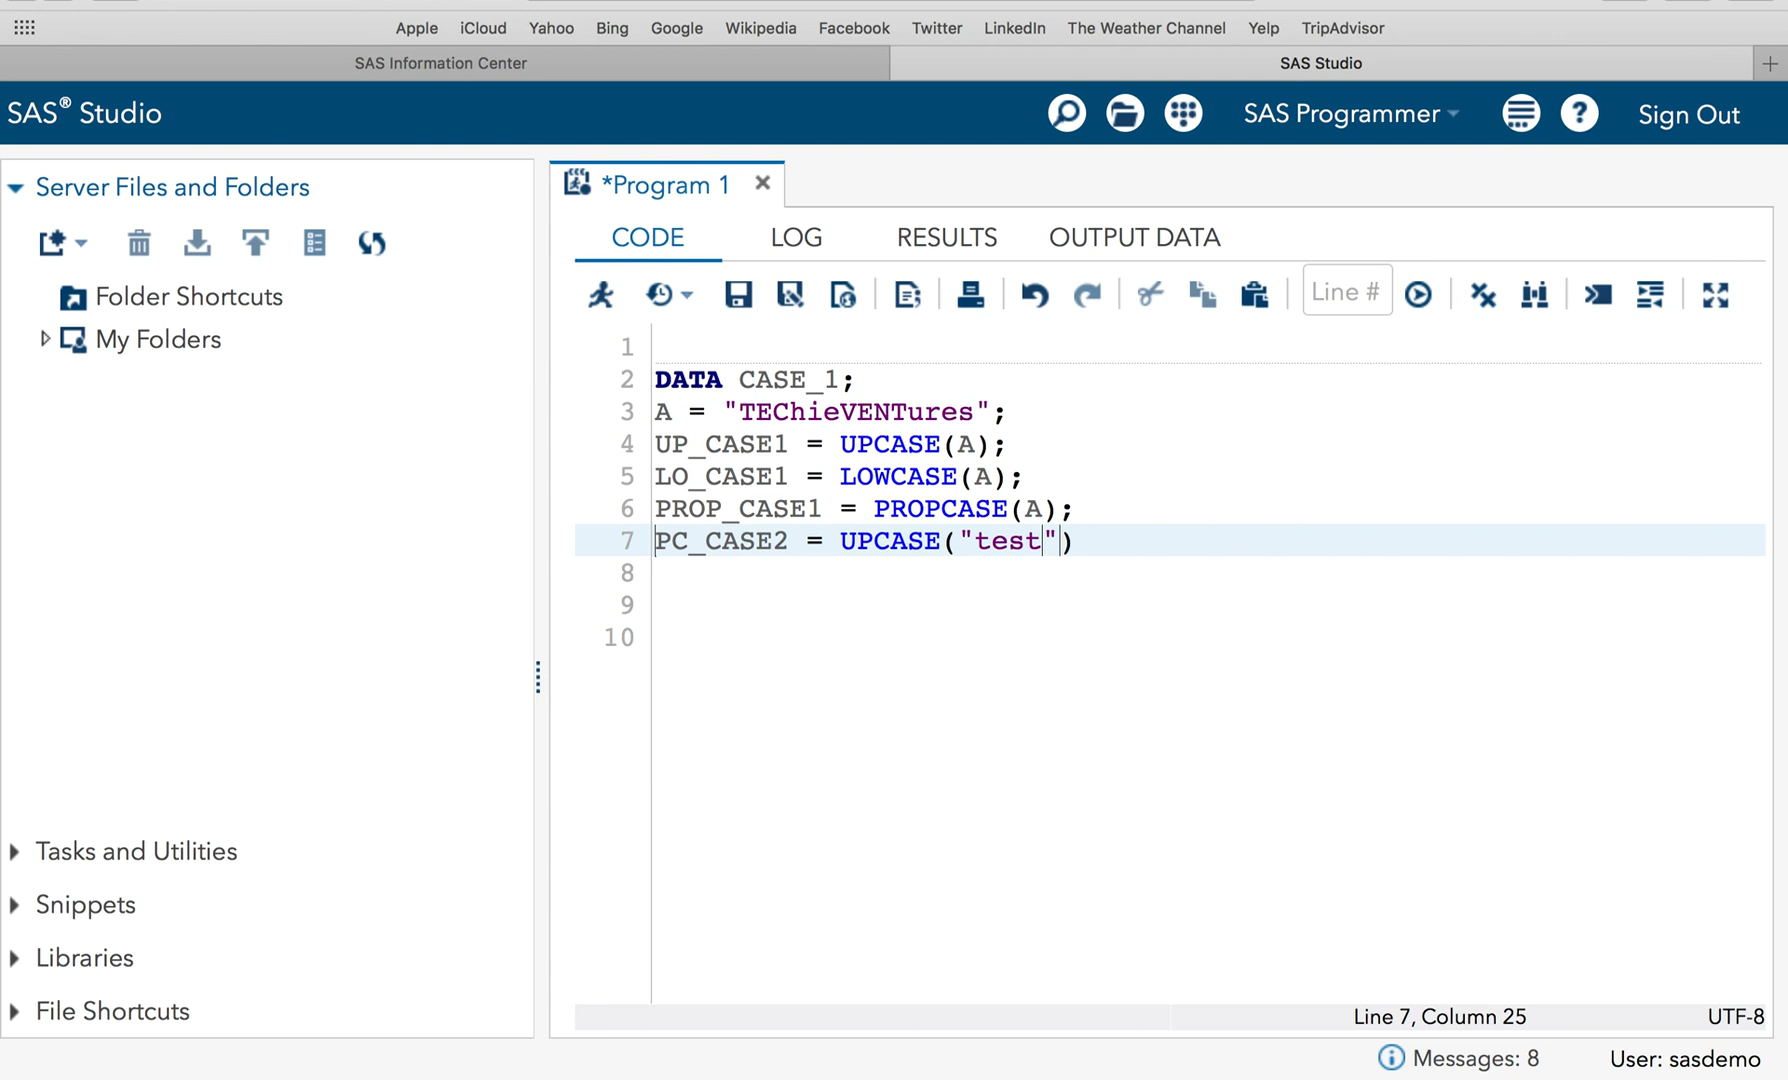 Apple iCloud Yahoo Bing Google Wikipedia Facebook Twitter LinkedIn The Weather Channel Yelp TripAdvisor
SAS Information Center SAS Studio
SAS® Studio SAS Programmer Sign Out
Server Files and Folders
Folder Shortcuts
My Folders
Tasks and Utilities
Snippets
Libraries
File Shortcuts
*Program 1
CODE LOG RESULTS OUTPUT DATA
Line #
1
2 DATA CASE_1;
3 A = "TEChieVENTures";
4 UP_CASE1 = UPCASE(A);
5 LO_CASE1 = LOWCASE(A);
6 PROP_CASE1 = PROPCASE(A);
7 PC_CASE2 = UPCASE("test")
8
9
10
Line 7, Column 25 UTF-8
Messages: 8 User: sasdemo